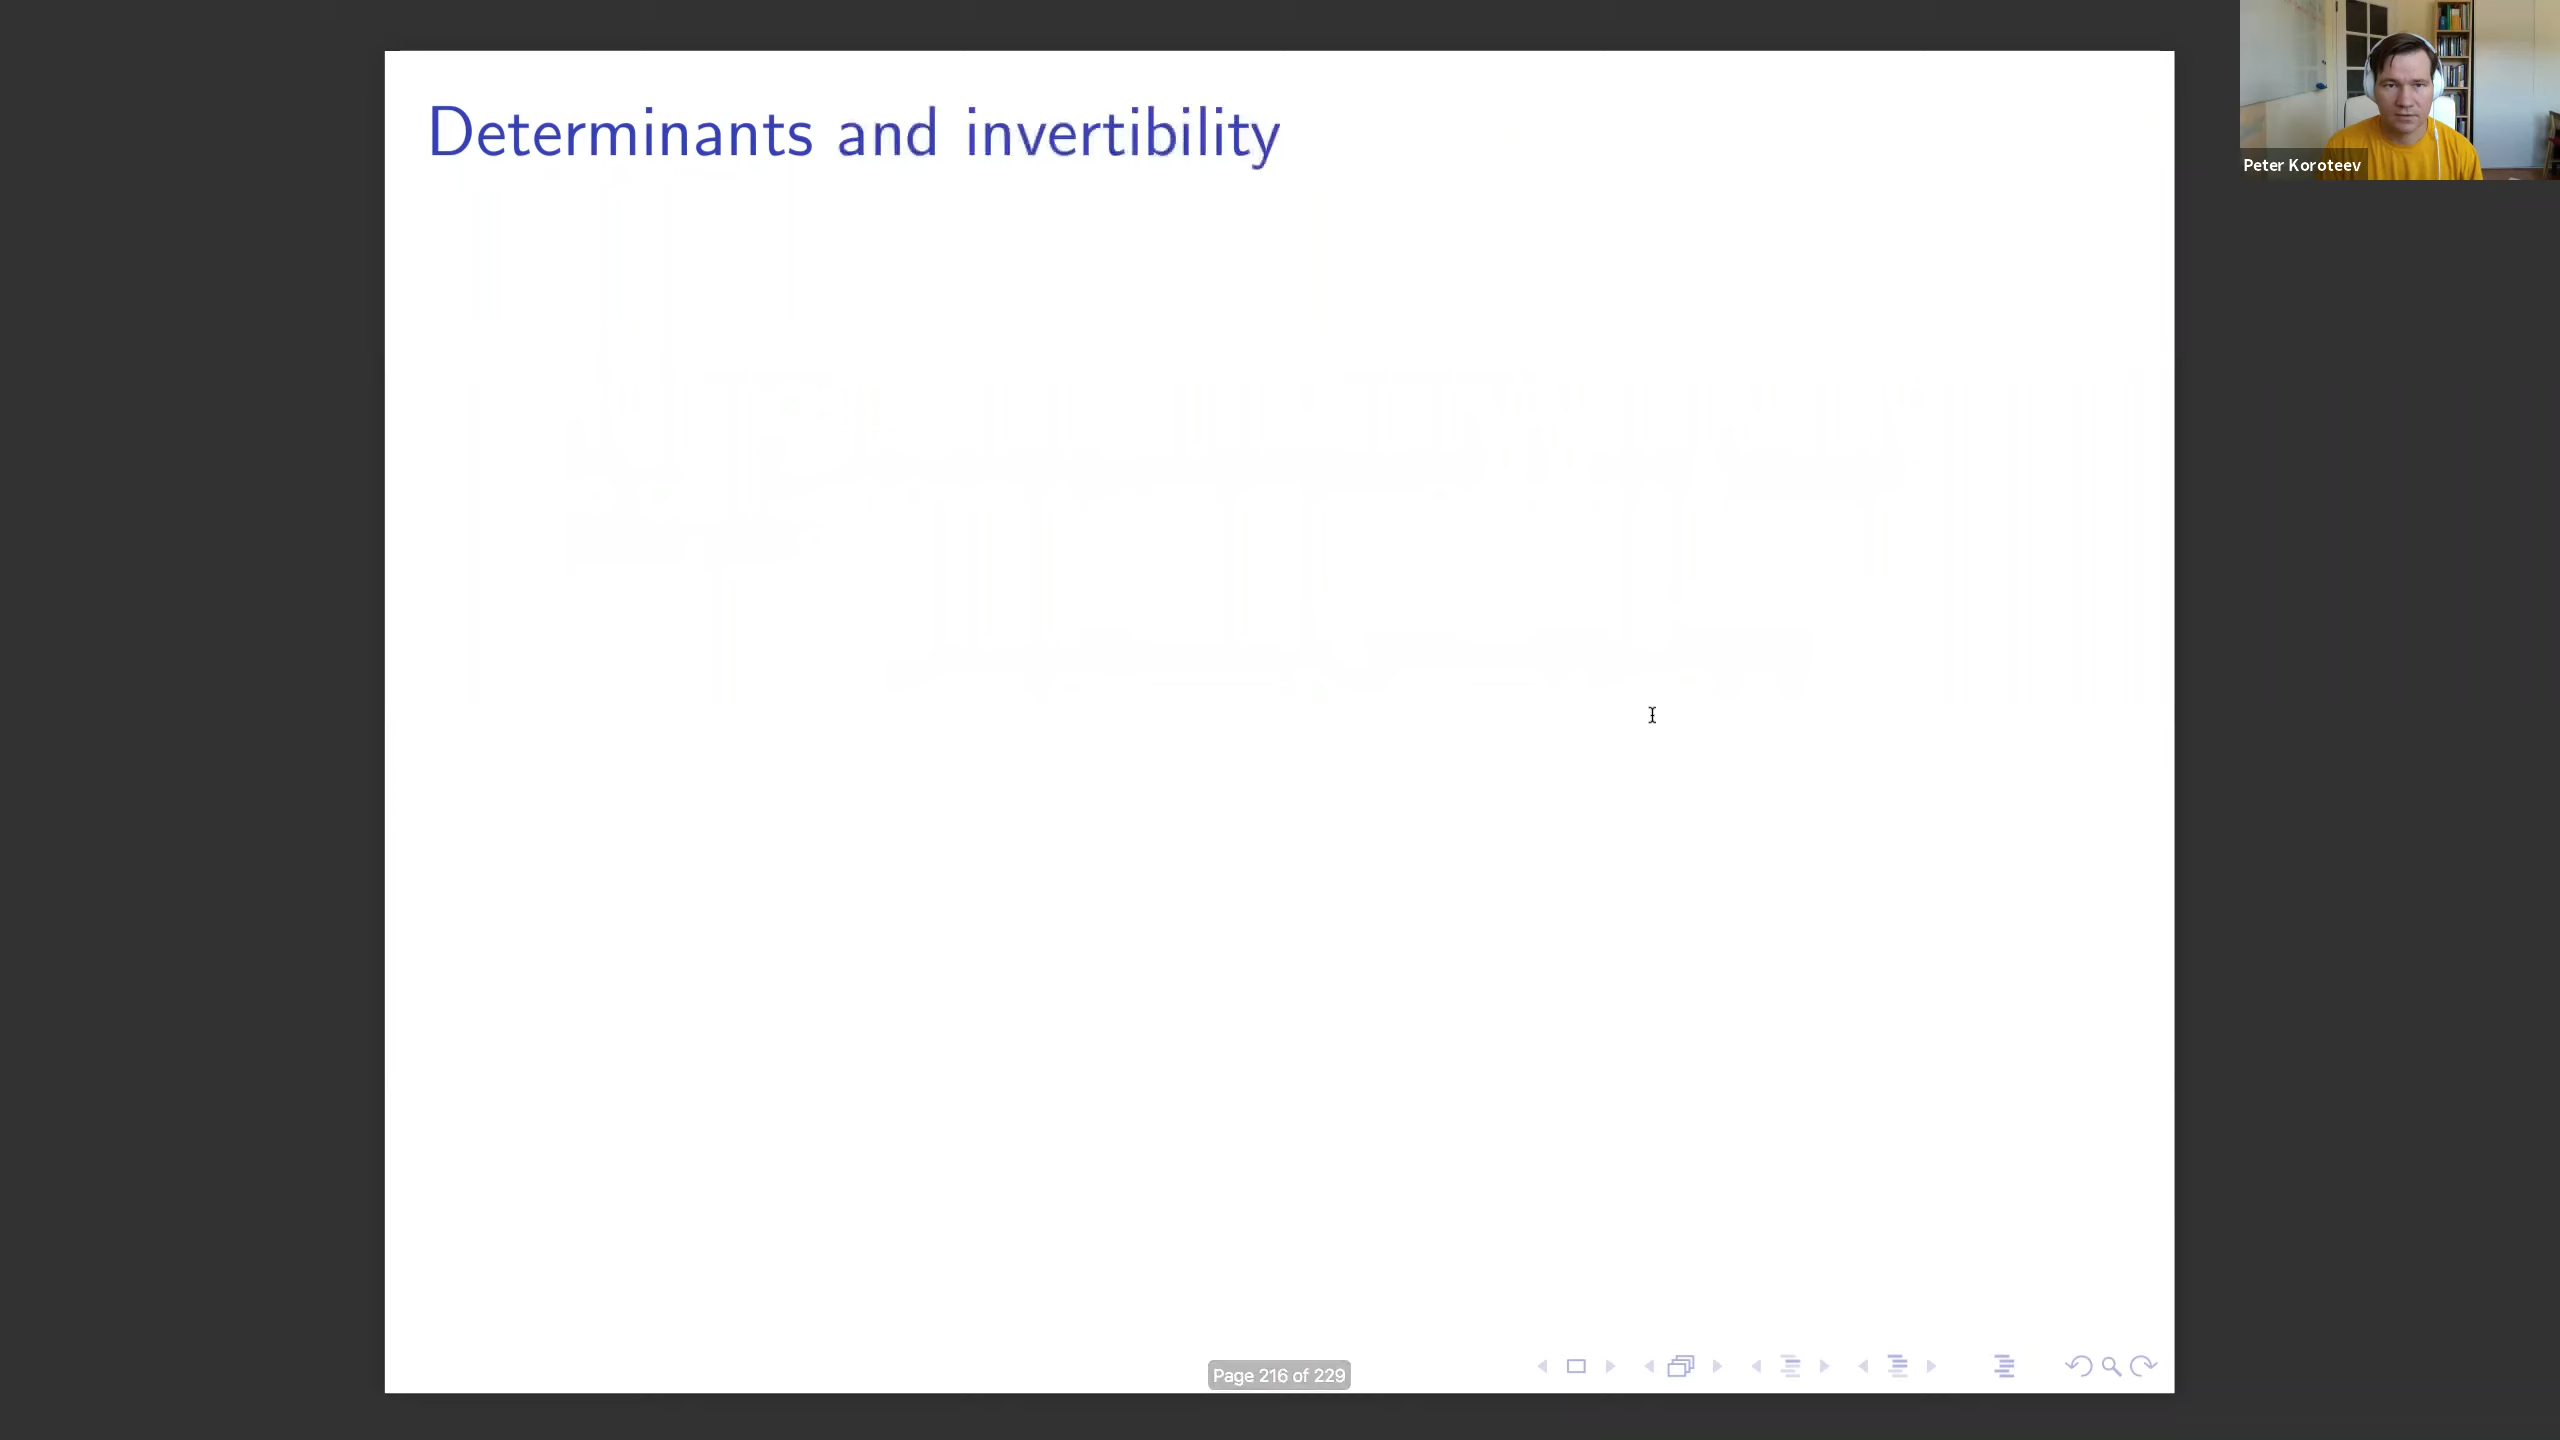 Determinants and invertibility
Peter Koroteev
Page 216 of 229